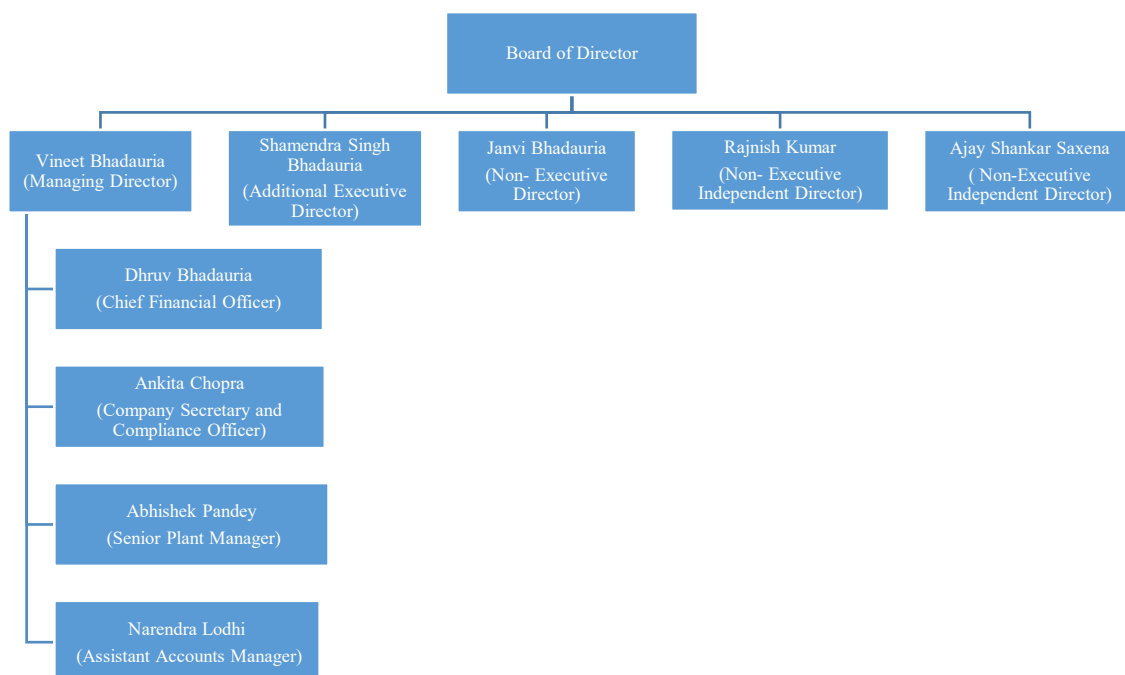 Board of Director
Vineet Bhadauria
(Managing Director)
Shamendra Singh
Bhadauria
(Additional Executive
Director)
Janvi Bhadauria
(Non- Executive
Director)
Rajnish Kumar
(Non- Executive
Independent Director)
Ajay Shankar Saxena
( Non-Executive
Independent Director)
Dhruv Bhadauria
(Chief Financial Officer)
Ankita Chopra
(Company Secretary and
Compliance Officer)
Abhishek Pandey
(Senior Plant Manager)
Narendra Lodhi
(Assistant Accounts Manager)